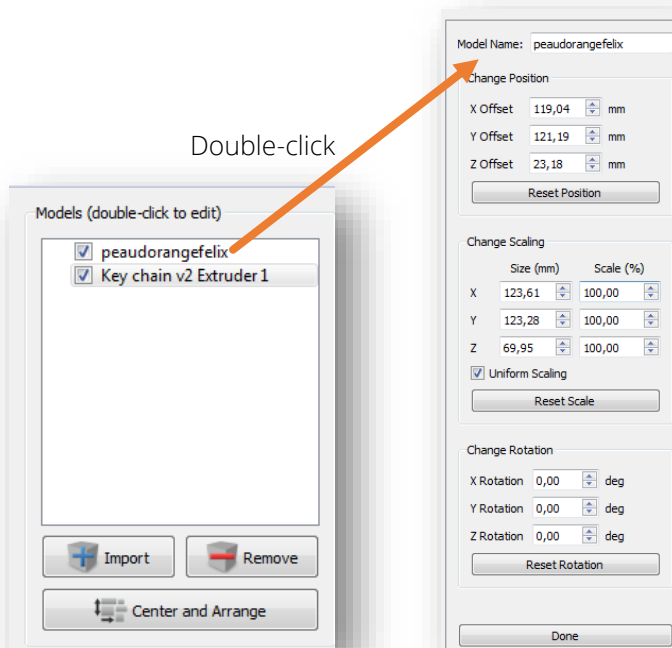 Double-click
Models (double-click to edit)
peaudorangefelix
Key chain v2 Extruder 1
Import Remove
Center and Arrange
Model Name: peaudorangefelix
Change Position
X Offset 119,04 mm
Y Offset 121,19 mm
Z Offset 23,18 mm
Reset Position
Change Scaling
Size (mm) Scale (%)
X 123,61 100,00
Y 123,28 100,00
Z 69,95 100,00
Uniform Scaling
Reset Scale
Change Rotation
X Rotation 0,00 deg
Y Rotation 0,00 deg
Z Rotation 0,00 deg
Reset Rotation
Done